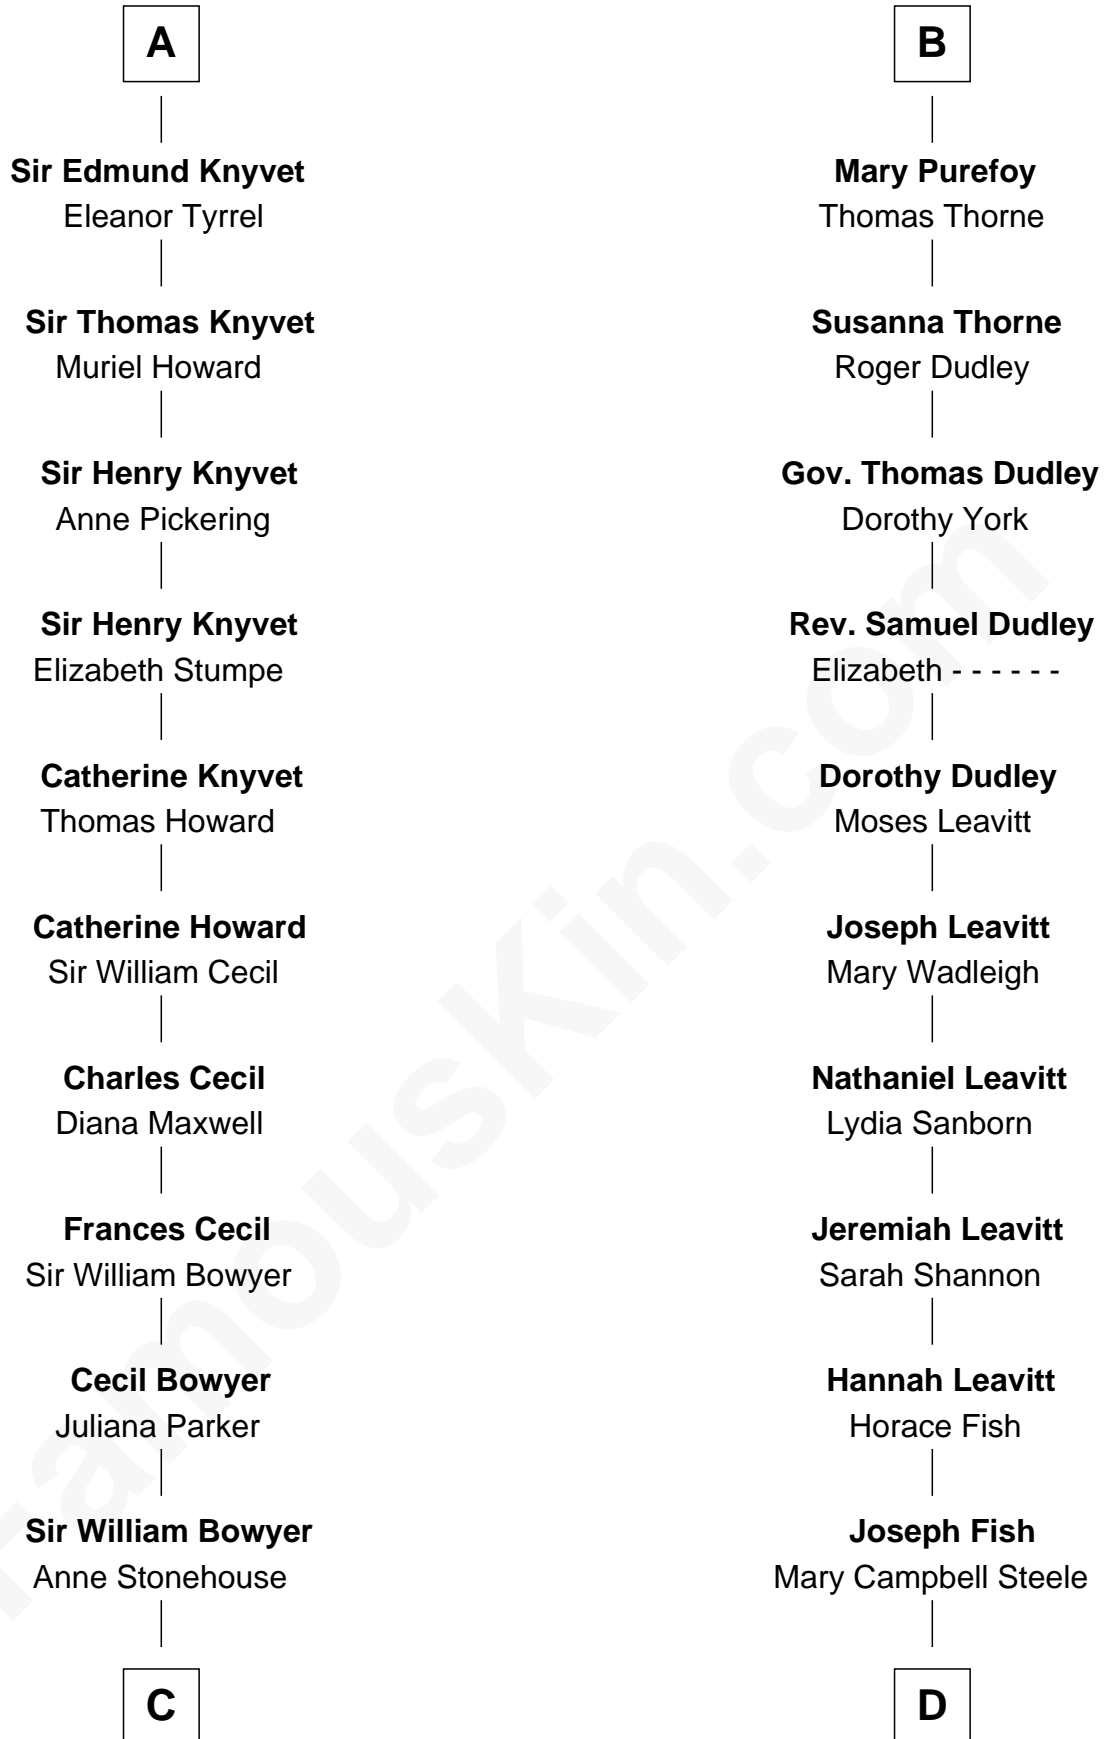 A
Sir Edmund Knyvet
Eleanor Tyrrel
Sir Thomas Knyvet
Muriel Howard
Sir Henry Knyvet
Anne Pickering
Sir Henry Knyvet
Elizabeth Stumpe
Catherine Knyvet
Thomas Howard
Catherine Howard
Sir William Cecil
Charles Cecil
Diana Maxwell
Frances Cecil
Sir William Bowyer
Cecil Bowyer
Juliana Parker
Sir William Bowyer
Anne Stonehouse
C
B
Mary Purefoy
Thomas Thorne
Susanna Thorne
Roger Dudley
Gov. Thomas Dudley
Dorothy York
Rev. Samuel Dudley
Elizabeth - - - - - -
Dorothy Dudley
Moses Leavitt
Joseph Leavitt
Mary Wadleigh
Nathaniel Leavitt
Lydia Sanborn
Jeremiah Leavitt
Sarah Shannon
Hannah Leavitt
Horace Fish
Joseph Fish
Mary Campbell Steele
D
FamousKin.com